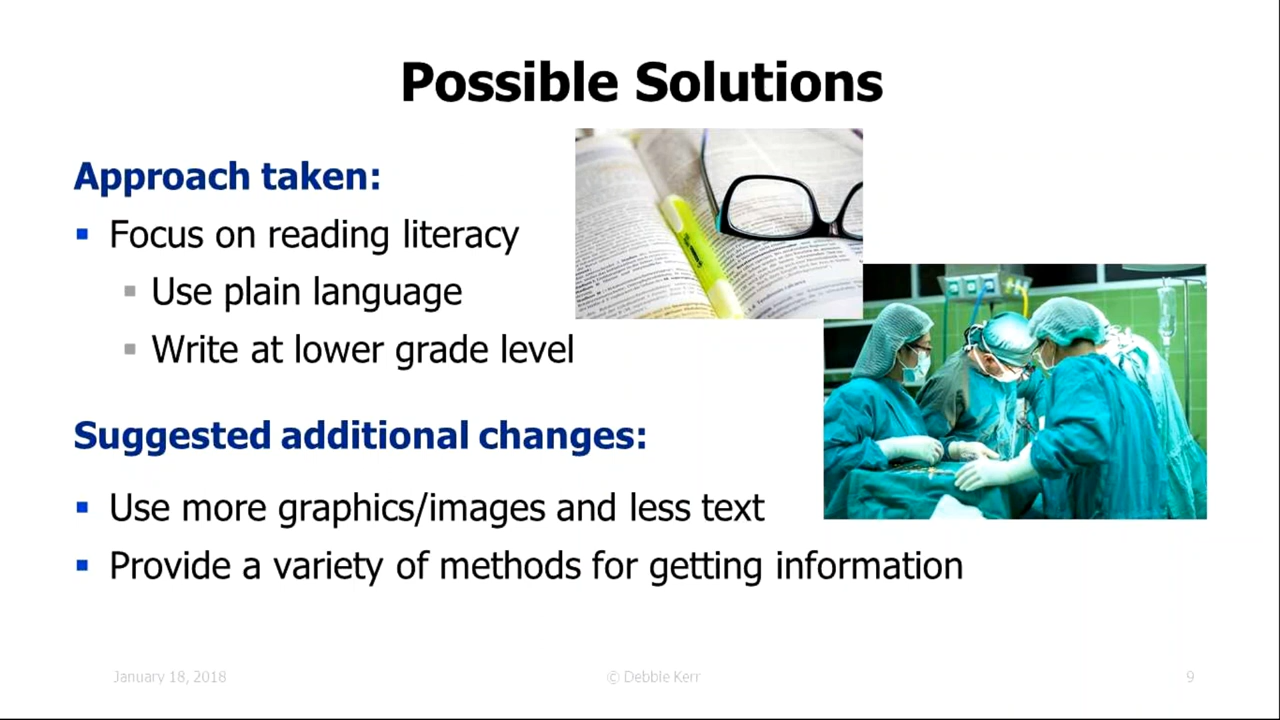 Possible Solutions
Approach taken:
Focus on reading literacy
Use plain language
Write at lower grade level
Suggested additional changes:
Use more graphics/images and less text
Provide a variety of methods for getting information
January 18, 2018
© Debbie Kerr
9